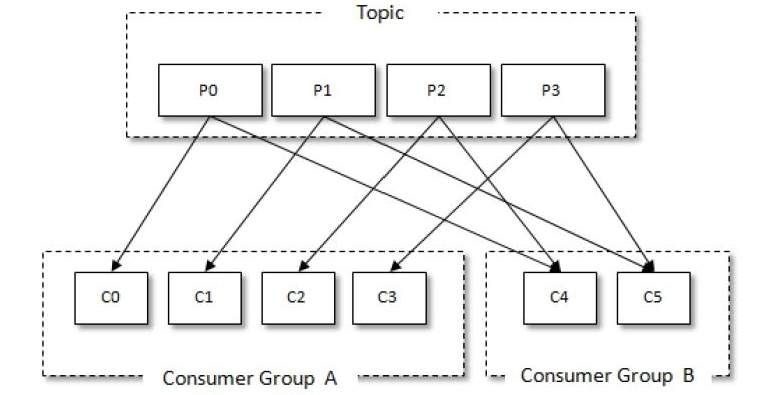 Topic
P0
P1
P2
P3
C0
C1
C2
C3
C4
C5
Consumer Group A
Consumer Group B